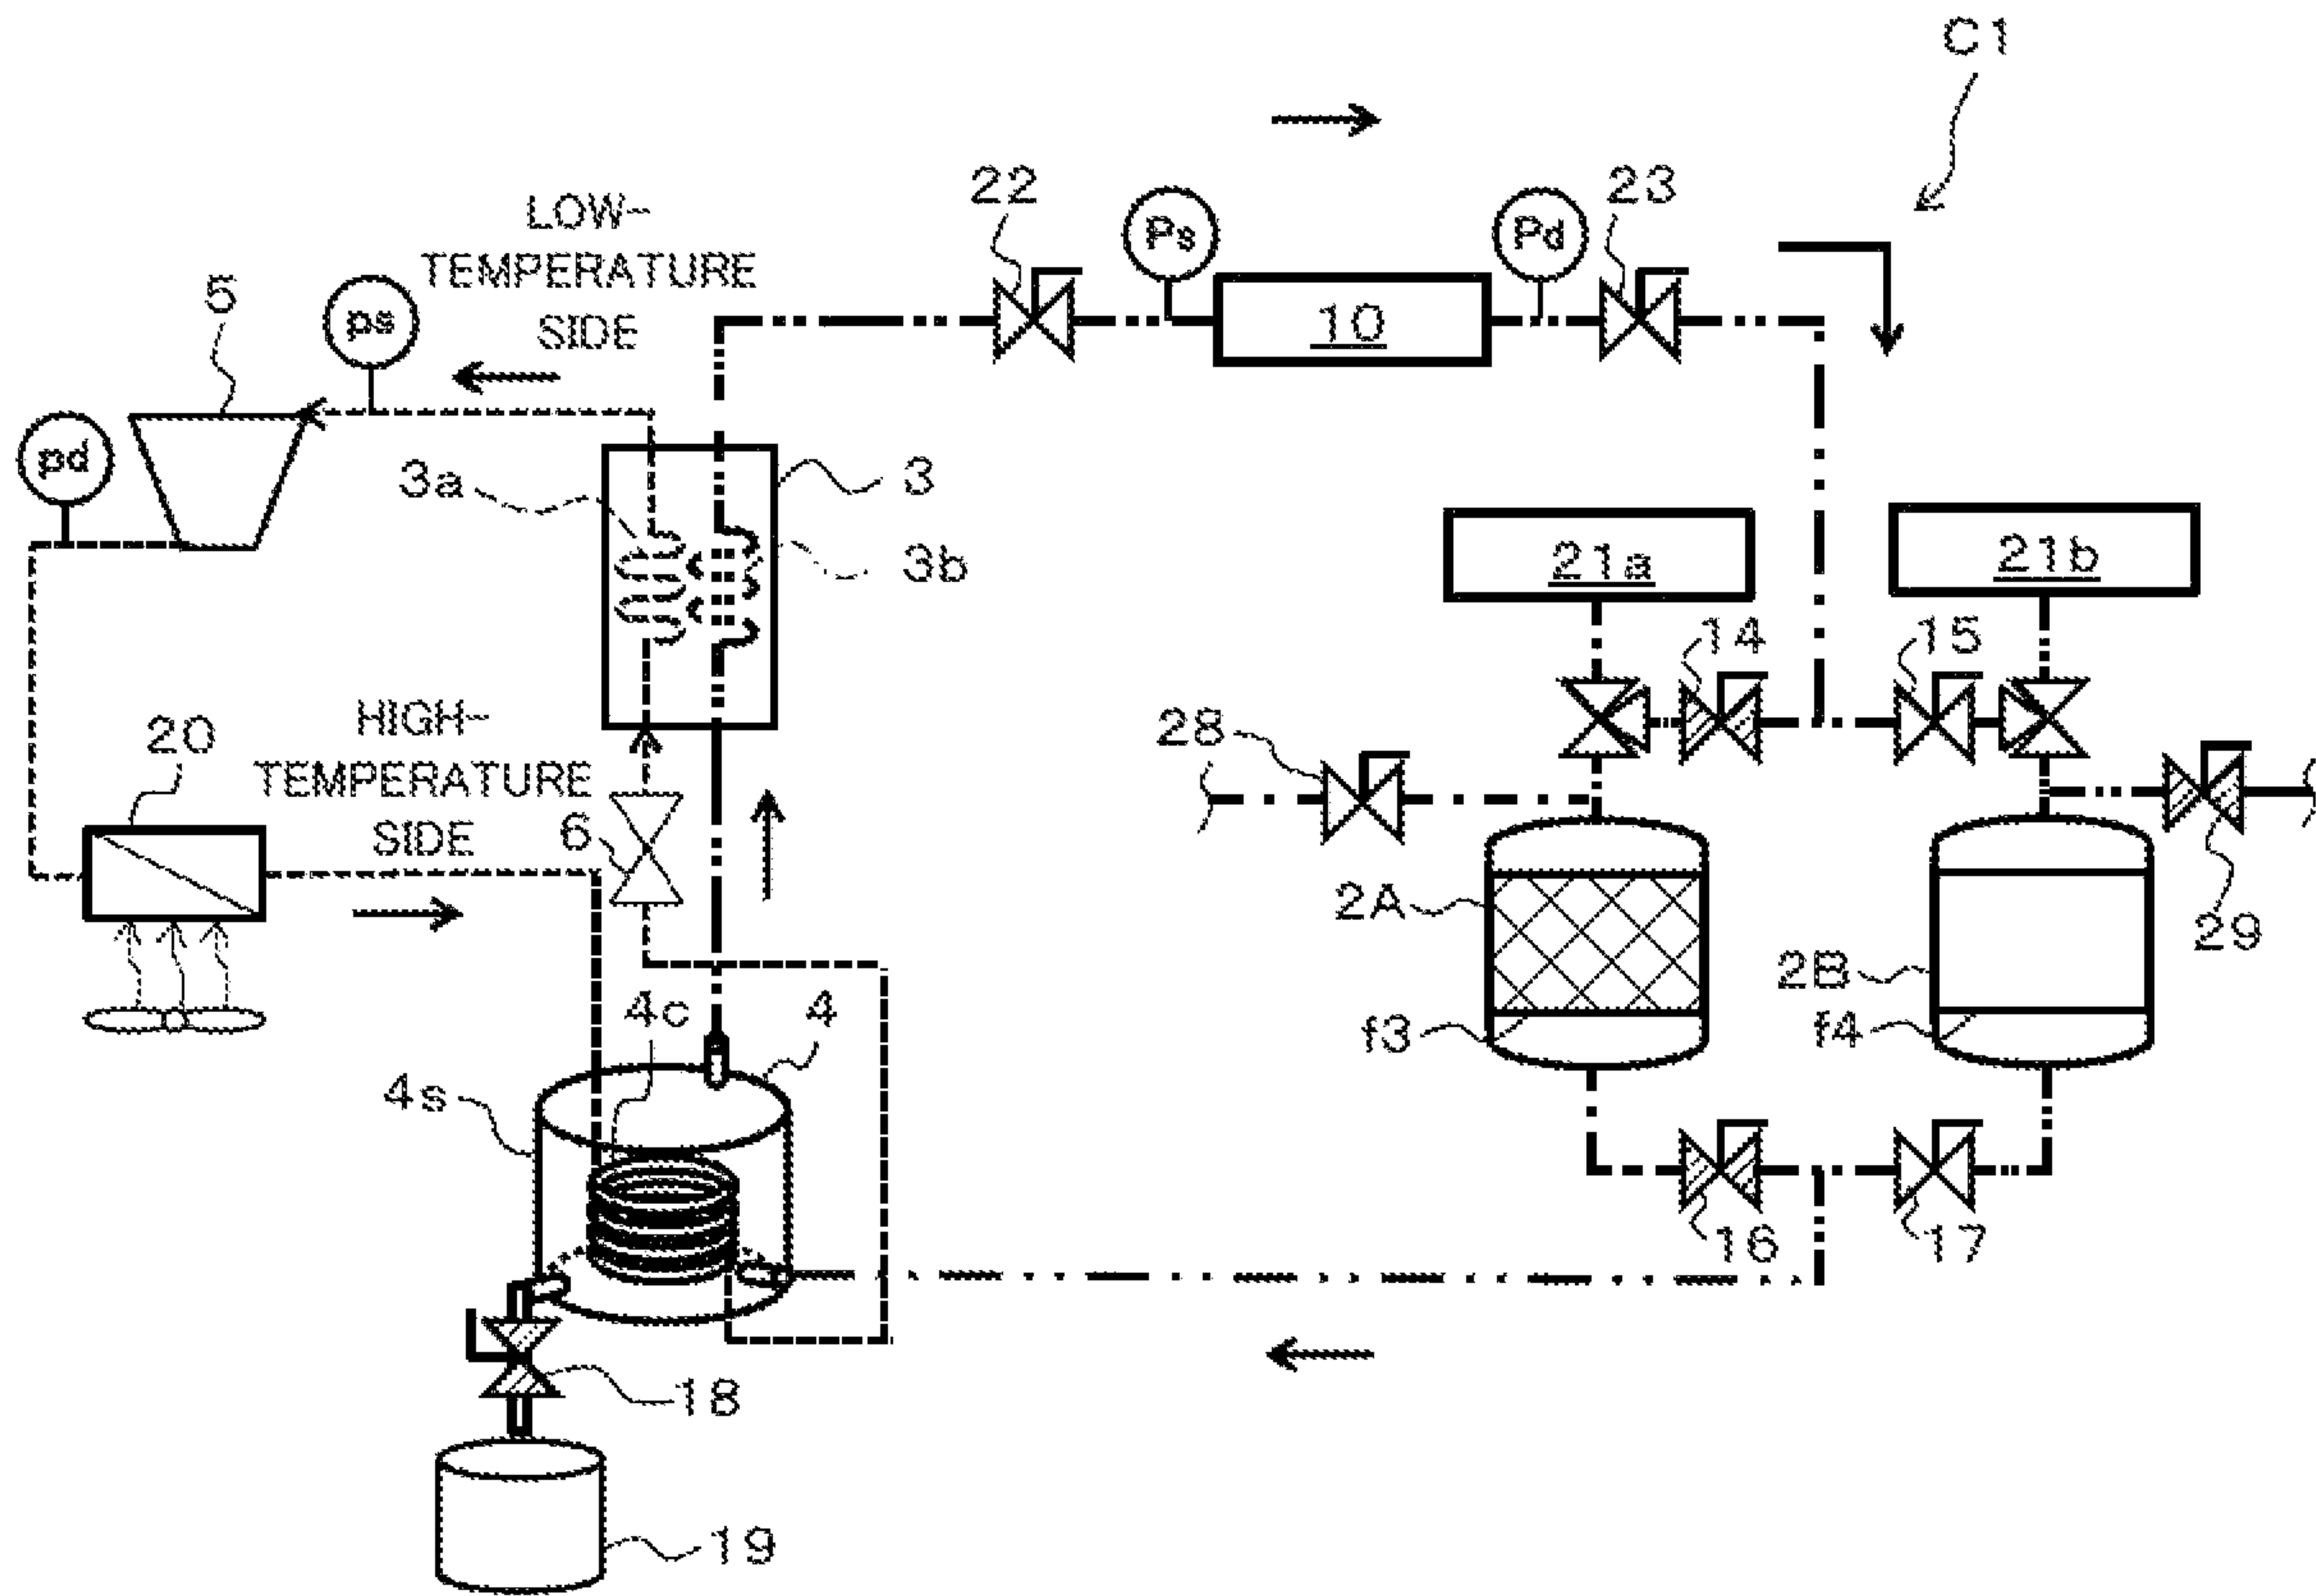 C1
22
Ps
Pd
23
LOW-
TEMPERATURE
SIDE
5
ps
10
pd
3a
3
3b
21a
21b
14
15
20
HIGH-
TEMPERATURE
SIDE
6
28
29
2A
2B
f3
f4
4c
4
4s
16
17
18
19